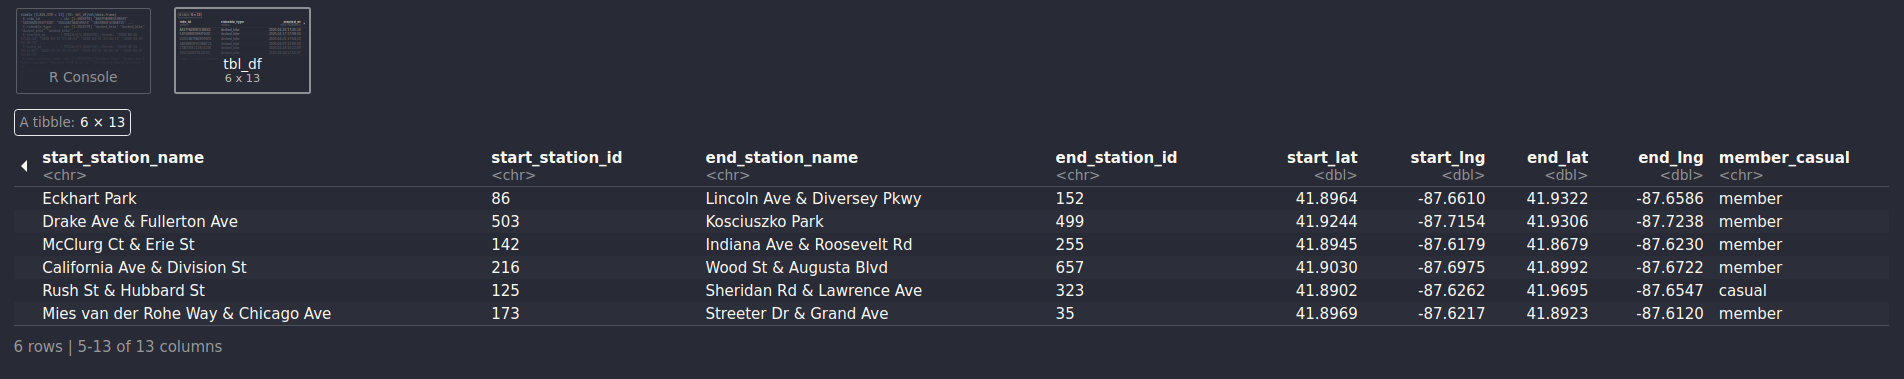 R Console
tbl_df
6 x 13
A tibble: 6 × 13
start_station_name start_station_id end_station_name end_station_id start_lat start_lng end_lat end_lng member_casual
<chr> <chr> <chr> <chr> <dbl> <dbl> <dbl> <dbl> <chr>
Eckhart Park 86 Lincoln Ave & Diversey Pkwy 152 41.8964 -87.6610 41.9322 -87.6586 member
Drake Ave & Fullerton Ave 503 Kosciuszko Park 499 41.9244 -87.7154 41.9306 -87.7238 member
McClurg Ct & Erie St 142 Indiana Ave & Roosevelt Rd 255 41.8945 -87.6179 41.8679 -87.6230 member
California Ave & Division St 216 Wood St & Augusta Blvd 657 41.9030 -87.6975 41.8992 -87.6722 member
Rush St & Hubbard St 125 Sheridan Rd & Lawrence Ave 323 41.8902 -87.6262 41.9695 -87.6547 casual
Mies van der Rohe Way & Chicago Ave 173 Streeter Dr & Grand Ave 35 41.8969 -87.6217 41.8923 -87.6120 member
6 rows | 5-13 of 13 columns